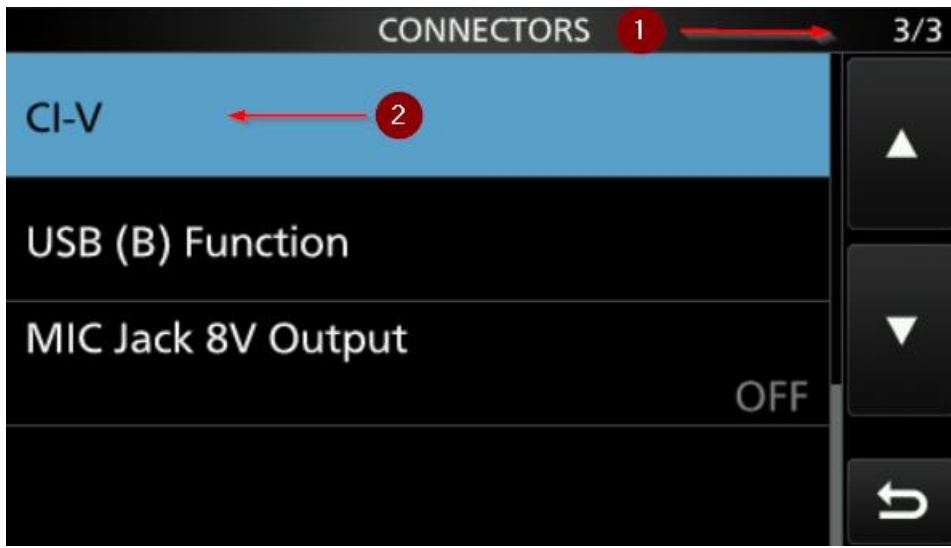 CONNECTORS 1 3/3
CI-V 2
USB (B) Function
MIC Jack 8V Output
OFF